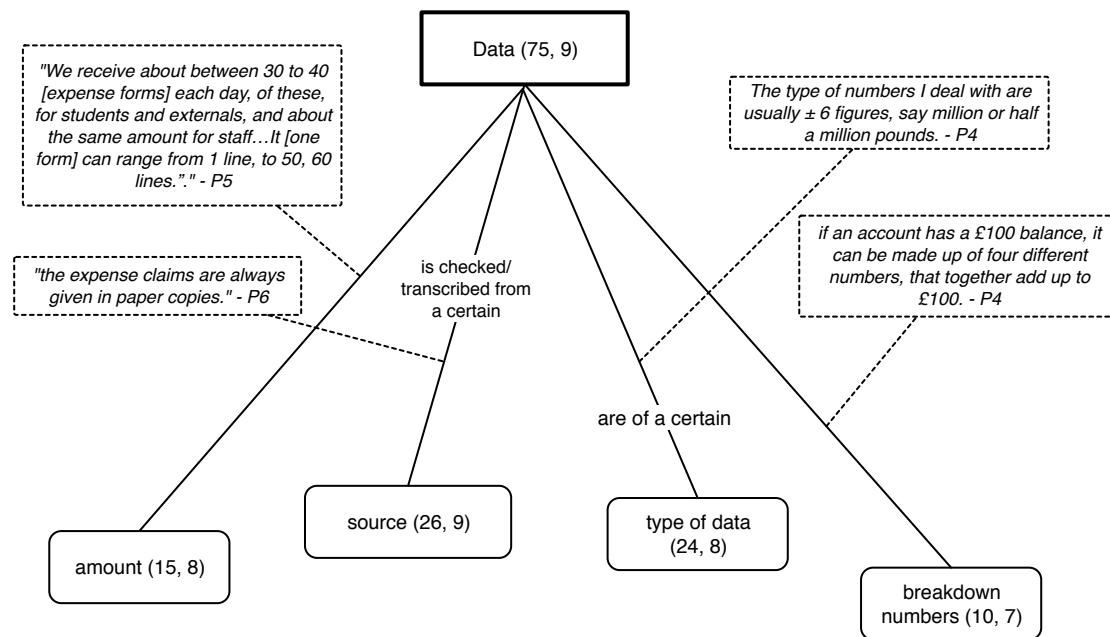 Data (75, 9)
"We receive about between 30 to 40
[expense forms] each day, of these,
for students and externals, and about
the same amount for staff…It [one
form] can range from 1 line, to 50, 60
lines."." - P5
The type of numbers I deal with are
usually ± 6 figures, say million or half
a million pounds. - P4
if an account has a £100 balance, it
can be made up of four different
numbers, that together add up to
£100. - P4
"the expense claims are always
given in paper copies." - P6
is checked/
transcribed from
a certain
are of a certain
amount (15, 8)
source (26, 9)
type of data
(24, 8)
breakdown
numbers (10, 7)